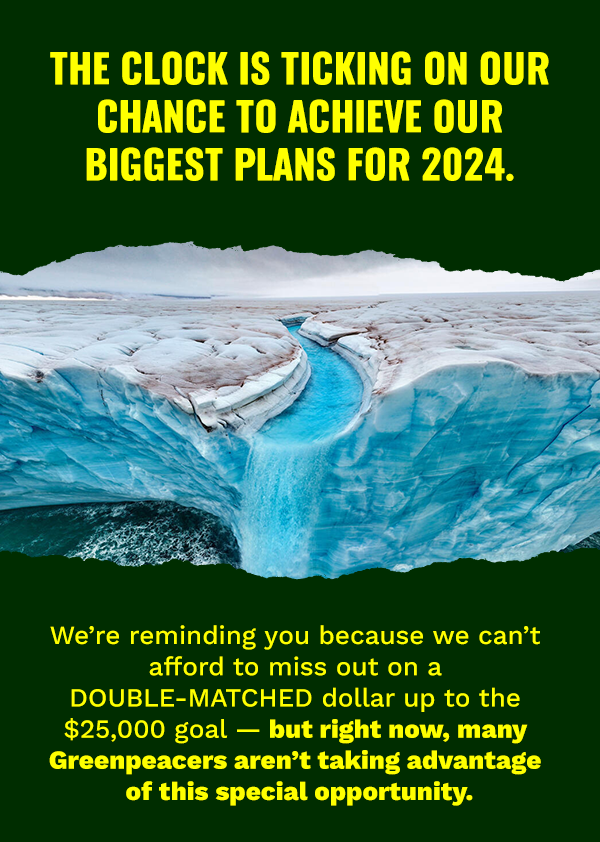 THE CLOCK IS TICKING ON OUR
CHANCE TO ACHIEVE OUR
BIGGEST PLANS FOR 2024.
We’re reminding you because we can’t
afford to miss out on a
DOUBLE-MATCHED dollar up to the
$25,000 goal — but right now, many
Greenpeacers aren’t taking advantage
of this special opportunity.